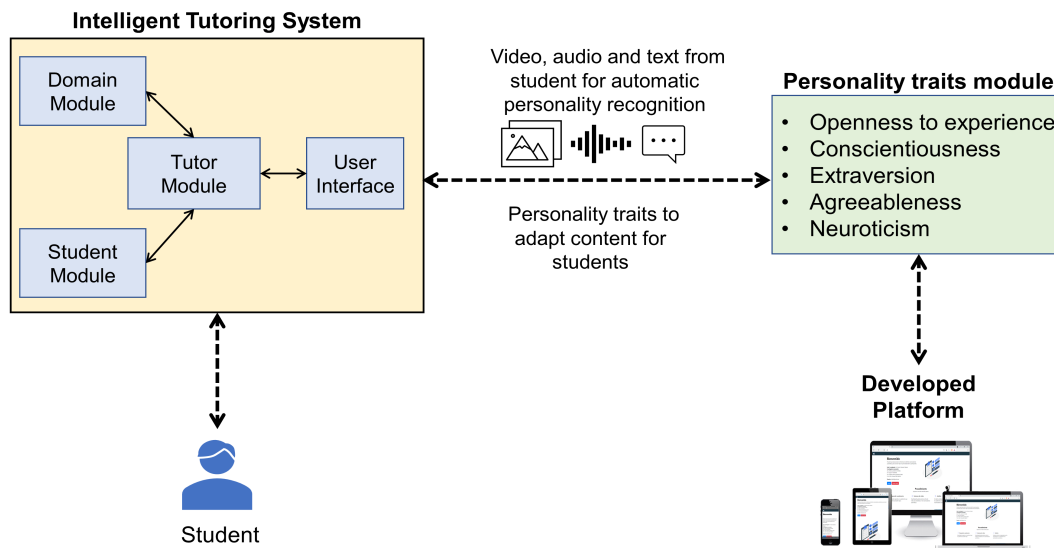 Intelligent Tutoring System
Domain
Module
Tutor
Module
User
Interface
Student
Module
Video, audio and text from
student for automatic
personality recognition
Personality traits to
adapt content for
students
Personality traits module
• Openness to experience
• Conscientiousness
• Extraversion
• Agreeableness
• Neuroticism
Developed
Platform
Student